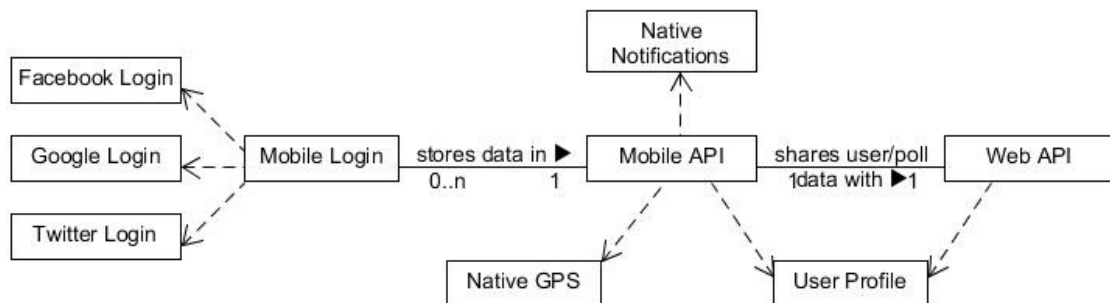 Native
Notifications
Facebook Login
Google Login
Mobile Login
stores data in ▶
0..n 1
Mobile API
shares user/poll
1data with ▶1
Web API
Twitter Login
Native GPS
User Profile